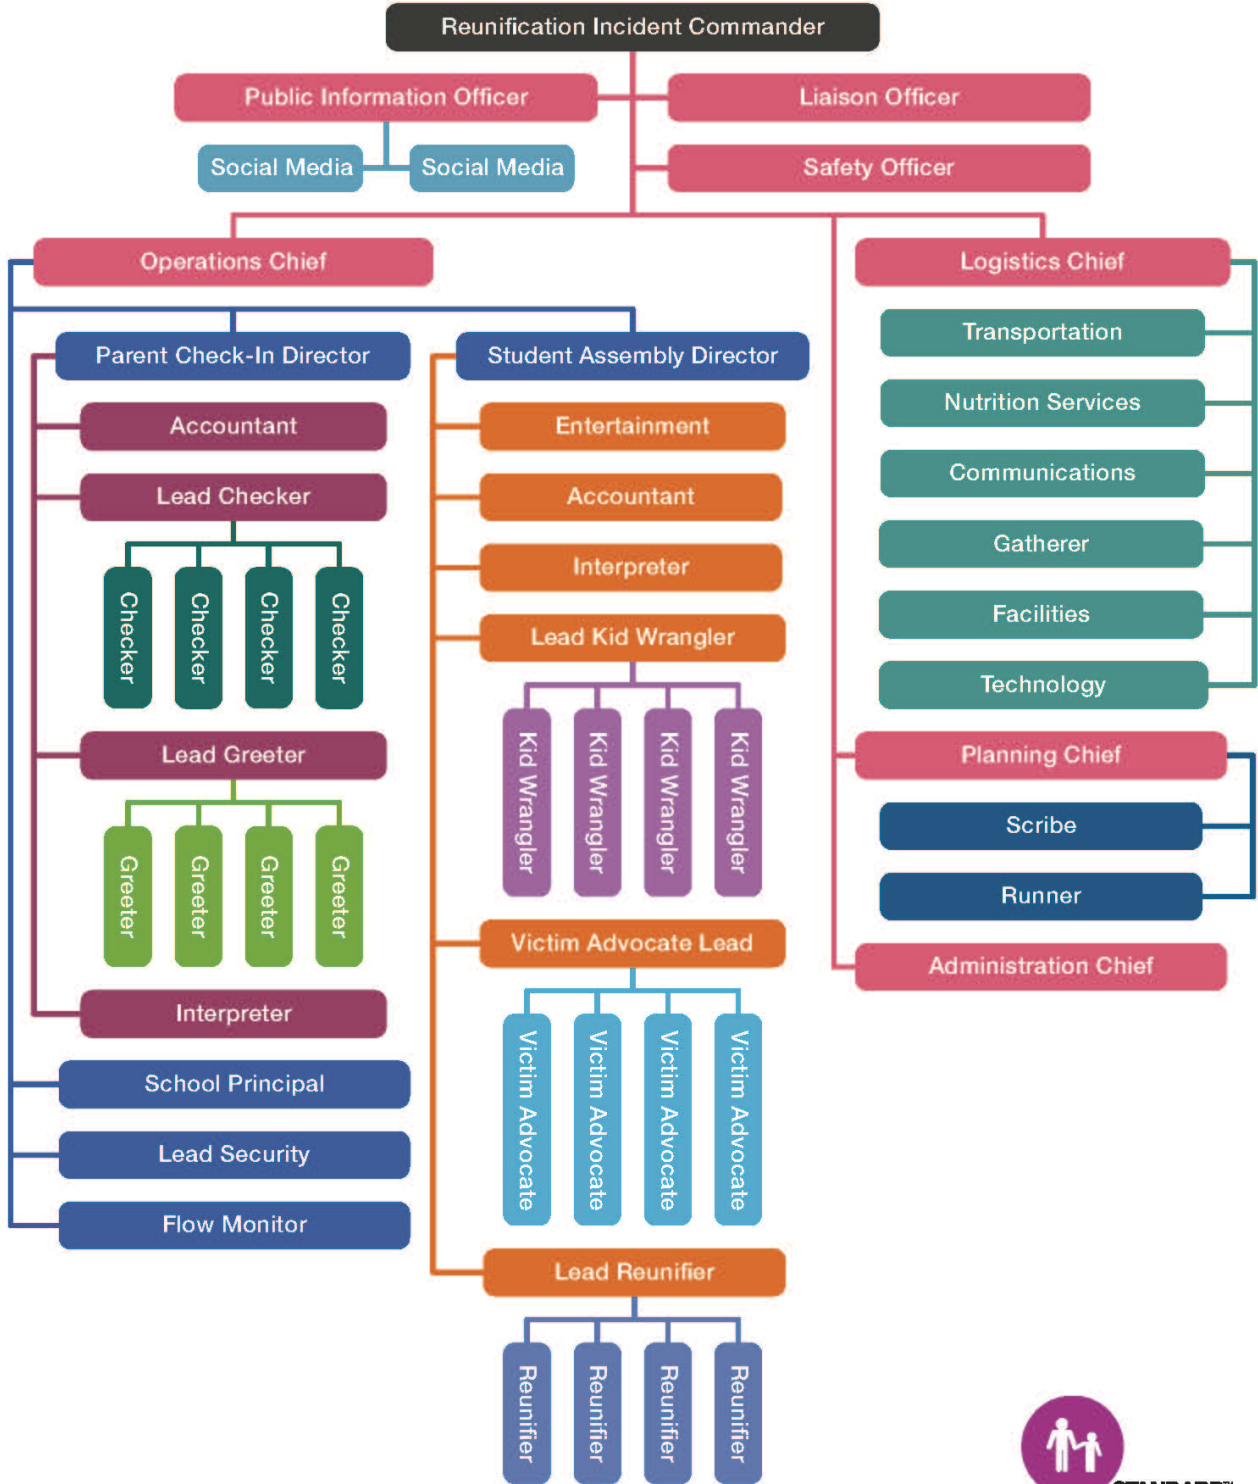 Reunification Incident Commander
Public Information Officer
Liaison Officer
Social Media
Social Media
Safety Officer
Operations Chief
Logistics Chief
Parent Check-In Director
Accountant
Lead Checker
Checker
Checker
Checker
Checker
Lead Greeter
Greeter
Greeter
Greeter
Greeter
Interpreter
School Principal
Lead Security
Flow Monitor
Student Assembly Director
Entertainment
Accountant
Interpreter
Lead Kid Wrangler
Kid Wrangler
Kid Wrangler
Kid Wrangler
Kid Wrangler
Victim Advocate Lead
Victim Advocate
Victim Advocate
Victim Advocate
Victim Advocate
Lead Reunifier
Reunifier
Reunifier
Reunifier
Reunifier
Transportation
Nutrition Services
Communications
Gatherer
Facilities
Technology
Planning Chief
Scribe
Runner
Administration Chief